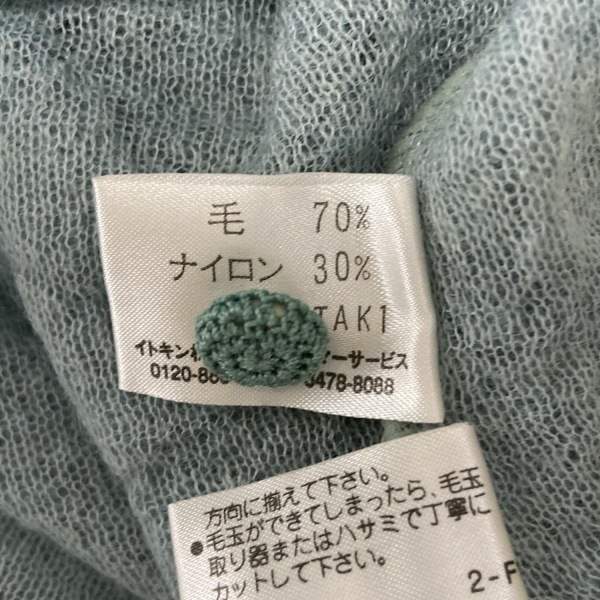 毛 70%
ナイロン 30%
TAKI
イトキン マーサービス
0120-88 3478-8088
方向に揃えて下さい。
●毛玉ができてしまったら、毛玉
取り器またはハサミで丁寧に
カットして下さい。
2-F